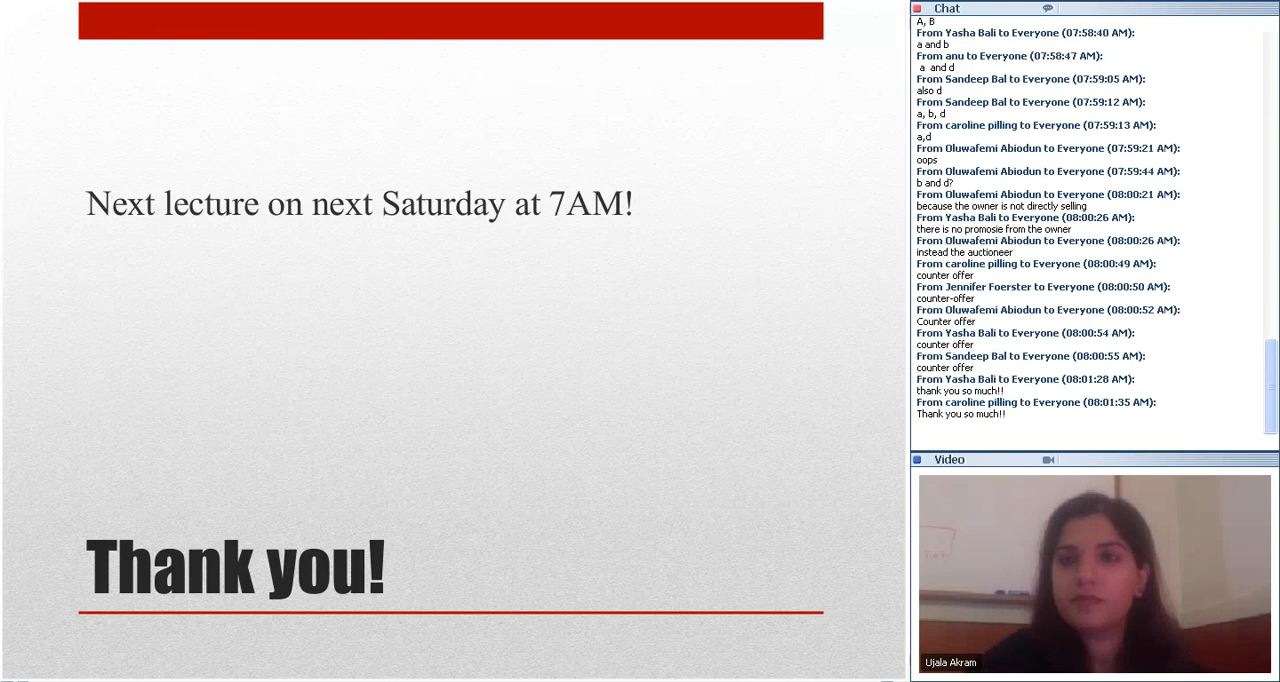 Next lecture on next Saturday at 7AM!
Thank you!
Chat
A, B
From Yasha Bali to Everyone (07:58:40 AM):
a and b
From anu to Everyone (07:58:47 AM):
a and d
From Sandeep Bal to Everyone (07:59:05 AM):
also d
From Sandeep Bal to Everyone (07:59:12 AM):
a, b, d
From caroline pilling to Everyone (07:59:13 AM):
a,d
From Oluwafemi Abiodun to Everyone (07:59:21 AM):
oops
From Oluwafemi Abiodun to Everyone (07:59:44 AM):
b and d?
From Oluwafemi Abiodun to Everyone (08:00:21 AM):
because the owner is not directly selling
From Yasha Bali to Everyone (08:00:26 AM):
there is no promosie from the owner
From Oluwafemi Abiodun to Everyone (08:00:26 AM):
instead the auctioneer
From caroline pilling to Everyone (08:00:49 AM):
counter offer
From Jennifer Foerster to Everyone (08:00:50 AM):
counter-offer
From Oluwafemi Abiodun to Everyone (08:00:52 AM):
Counter offer
From Yasha Bali to Everyone (08:00:54 AM):
counter offer
From Sandeep Bal to Everyone (08:00:55 AM):
counter offer
From Yasha Bali to Everyone (08:01:28 AM):
thank you so much!!
From caroline pilling to Everyone (08:01:35 AM):
Thank you so much!!
Video
Ujala Akram